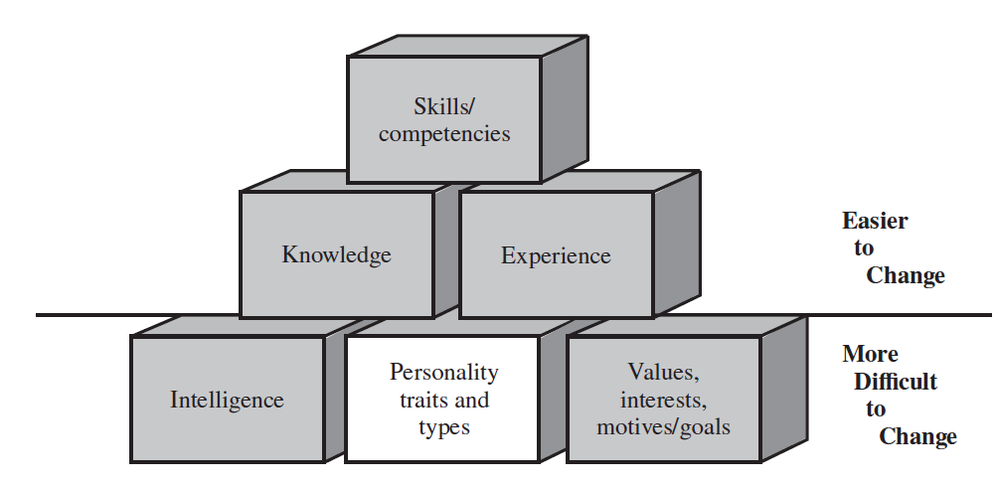 Skills/
competencies
Knowledge
Experience
Easier
to
Change
Intelligence
Personality
traits and
types
Values,
interests,
motives/goals
More
Difficult
to
Change